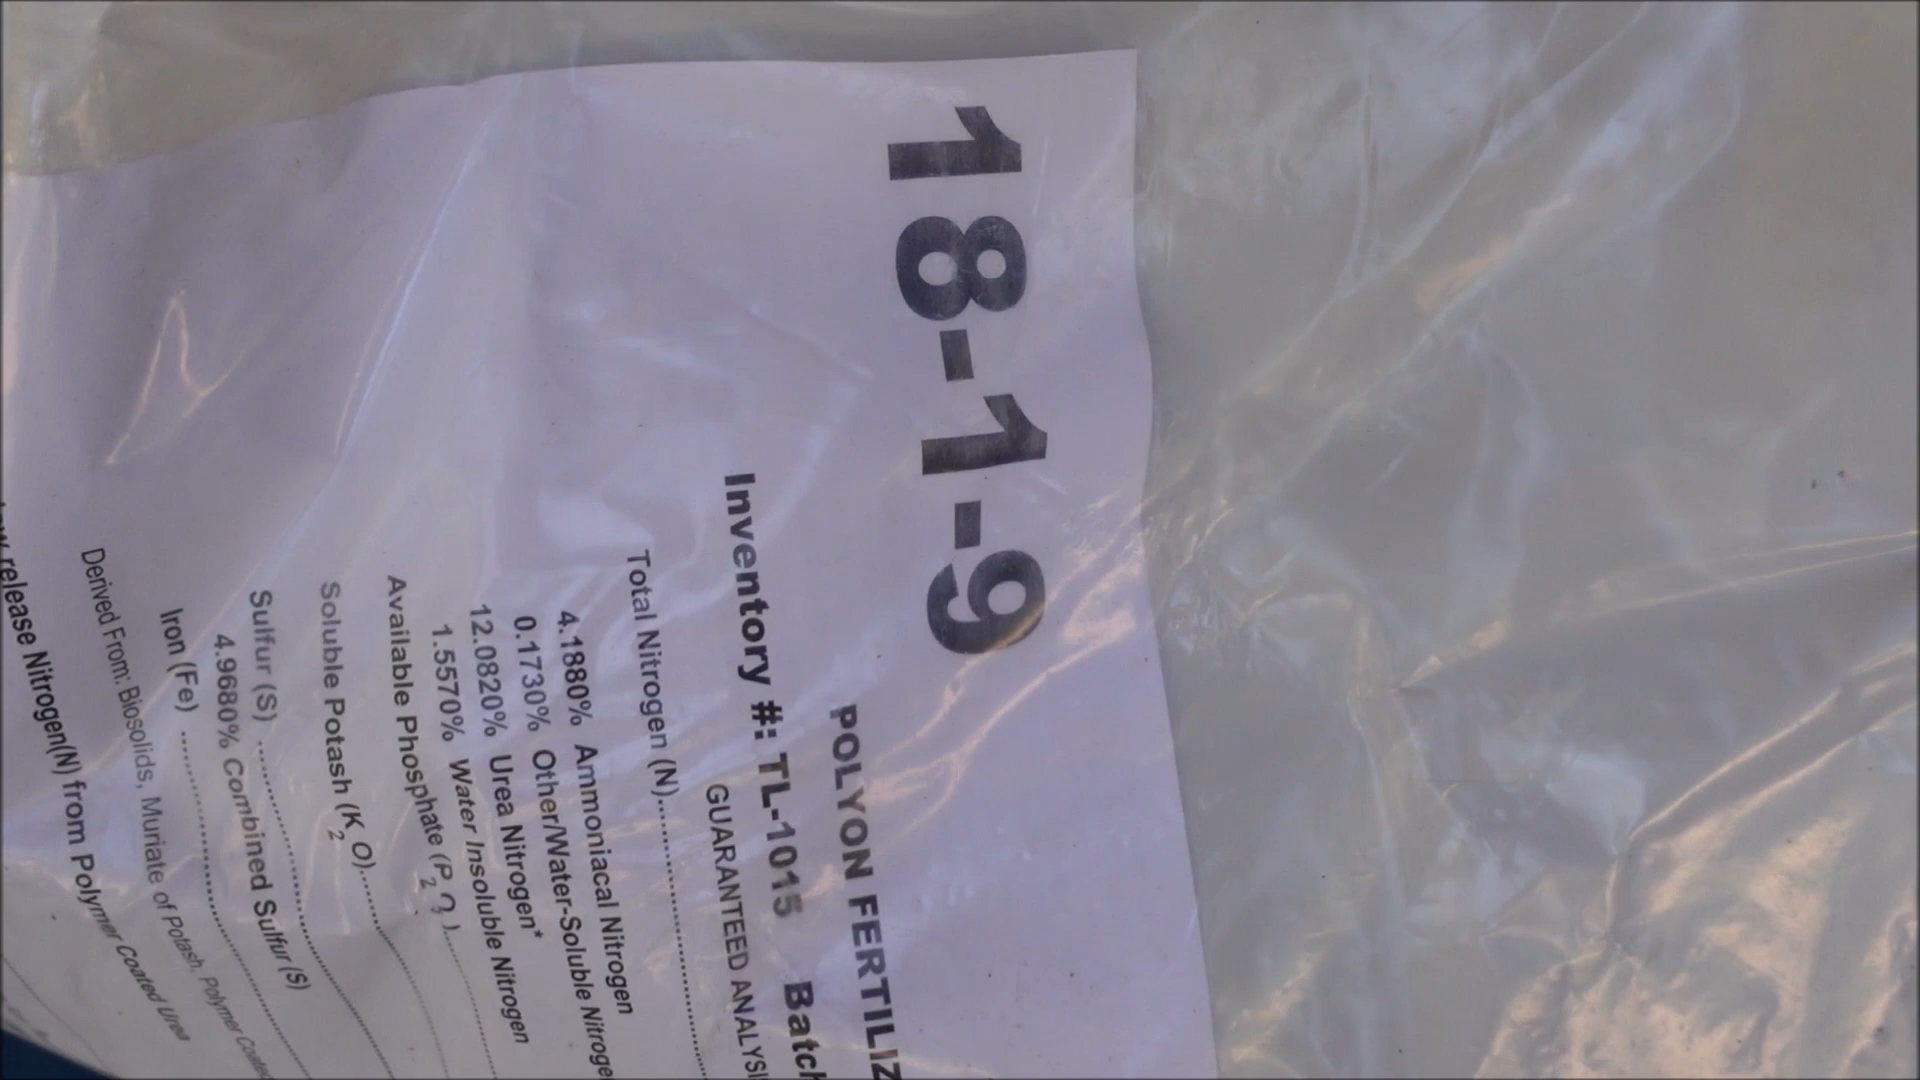 18-1-9
POLYON FERTILIZ
Inventory #: TL-1015 Batch
GUARANTEED ANALYSI
Total Nitrogen (N)
4.1880% Ammoniacal Nitrogen
0.1730% Other/Water-Soluble Nitroge
12.0820% Urea Nitrogen*
1.5570% Water Insoluble Nitrogen
Available Phosphate (P2O
Soluble Potash (K2O)
Sulfur (S)
4.9680% Combined Sulfur (S)
Iron (Fe)
Derived From: Biosolids, Muriate of Potash, Polymer Coated
release Nitrogen(N) from Polymer Coated Urea